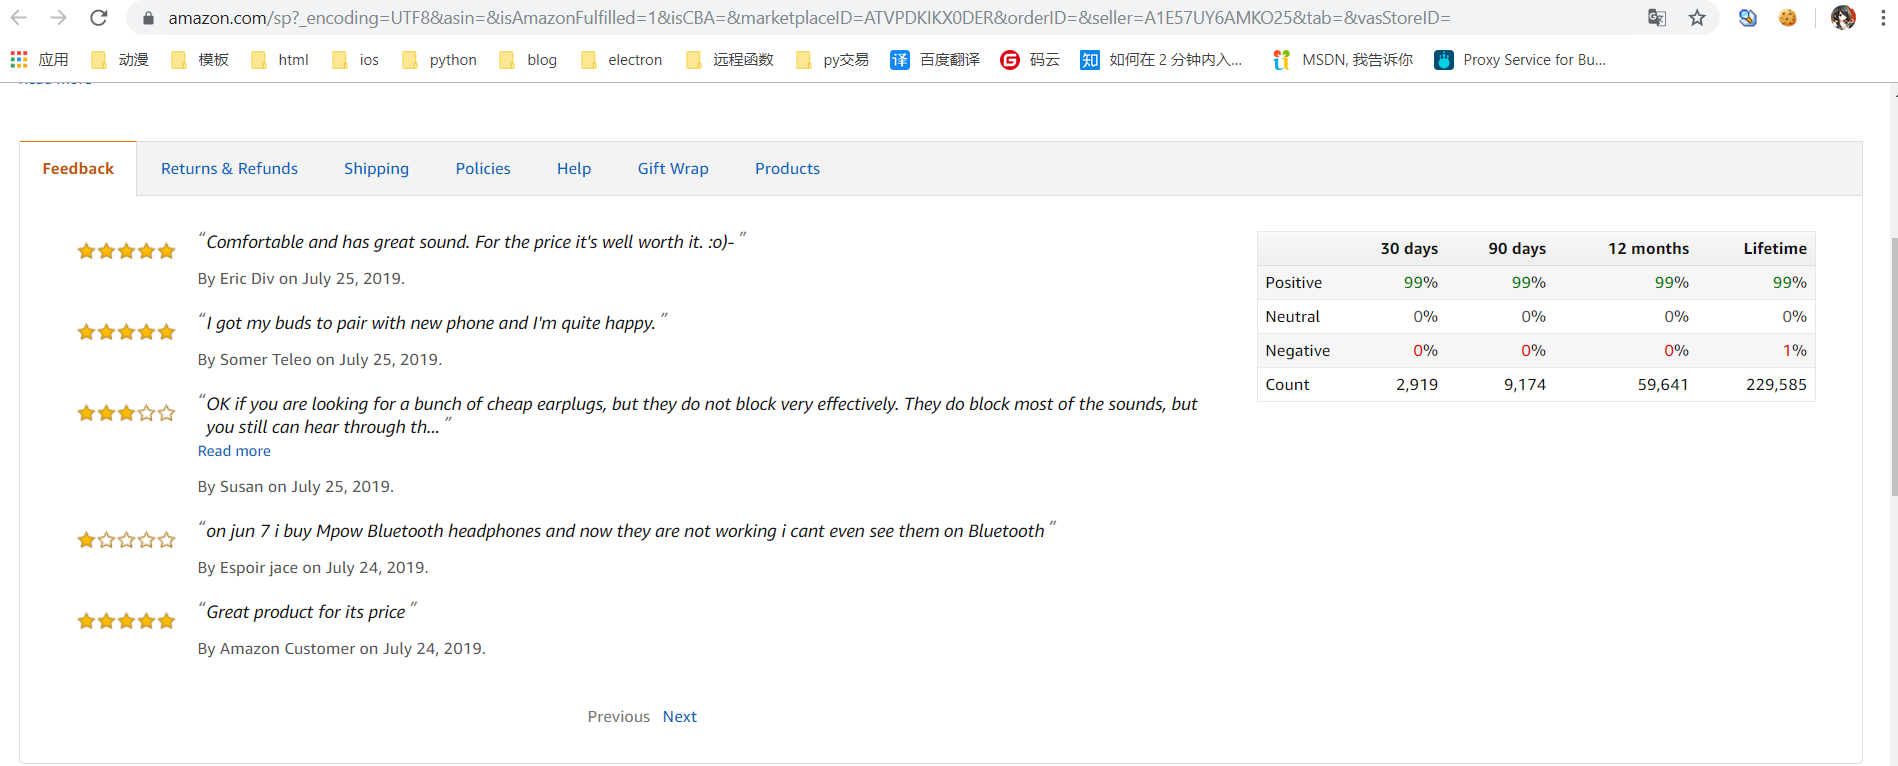 amazon.com/sp?_encoding=UTF8&asin=&isAmazonFulfilled=1&isCBA=&marketplaceID=ATVPDKIKX0DER&orderID=&seller=A1E57UY6AMKO25&tab=&vasStoreID=
应用 动漫 模板 html ios python blog electron 远程函数 py交易 译 百度翻译 G 码云 知 如何在 2 分钟内入... MSDN, 我告诉你 Proxy Service for Bu...
Read more
Feedback Returns & Refunds Shipping Policies Help Gift Wrap Products
“Comfortable and has great sound. For the price it's well worth it. :o)- ”
By Eric Div on July 25, 2019.
“I got my buds to pair with new phone and I'm quite happy. ”
By Somer Teleo on July 25, 2019.
“OK if you are looking for a bunch of cheap earplugs, but they do not block very effectively. They do block most of the sounds, but
you still can hear through th... ”
Read more
By Susan on July 25, 2019.
“on jun 7 i buy Mpow Bluetooth headphones and now they are not working i cant even see them on Bluetooth ”
By Espoir jace on July 24, 2019.
“Great product for its price ”
By Amazon Customer on July 24, 2019.
Previous Next
30 days 90 days 12 months Lifetime
Positive 99% 99% 99% 99%
Neutral 0% 0% 0% 0%
Negative 0% 0% 0% 1%
Count 2,919 9,174 59,641 229,585